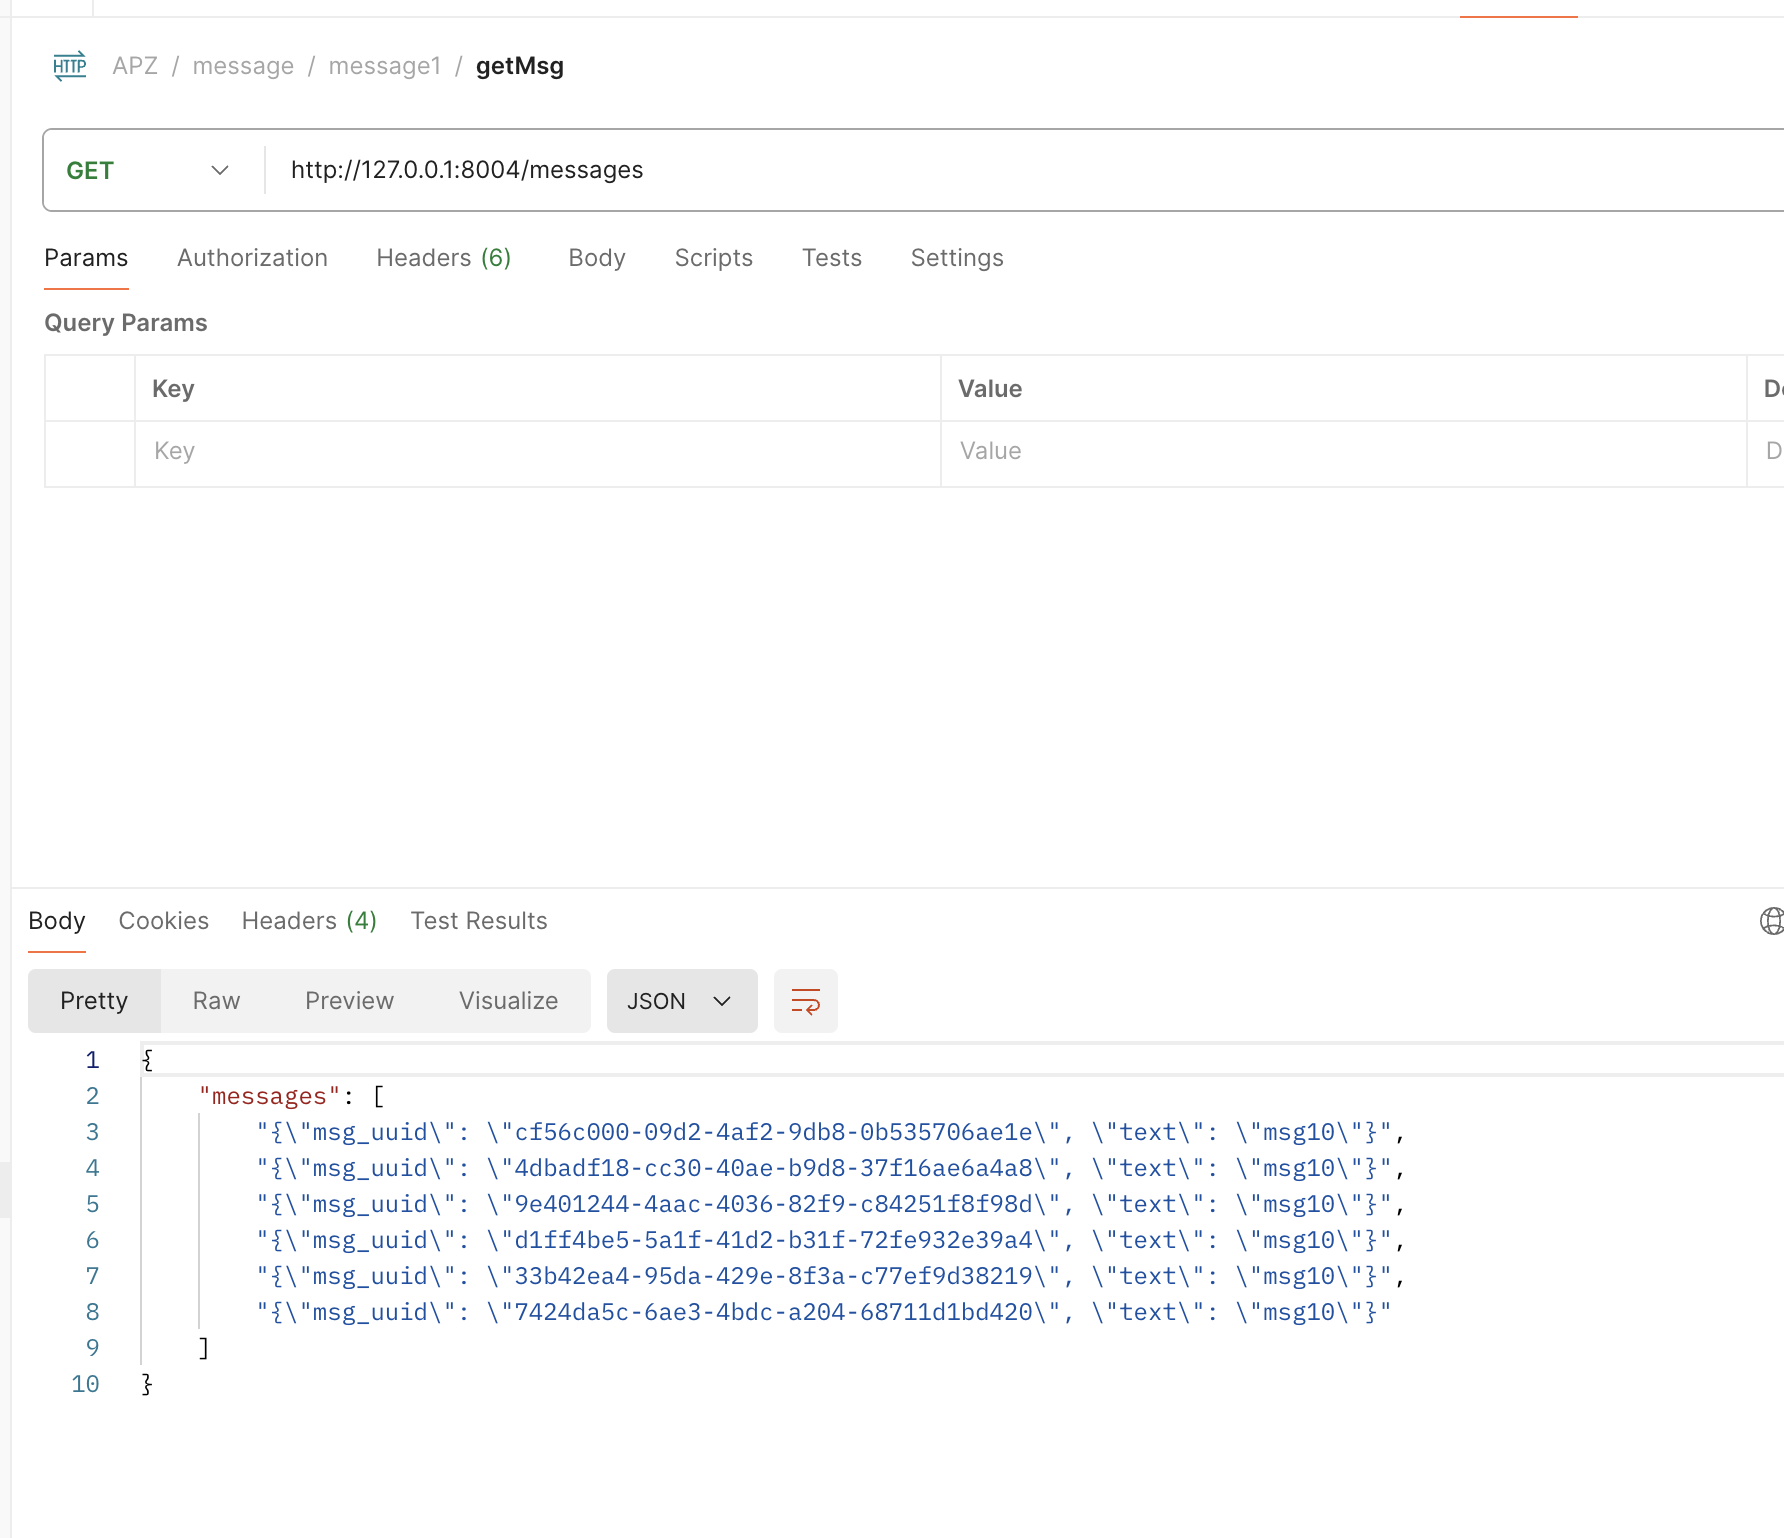 HTTP APZ / message / message1 / getMsg
GET http://127.0.0.1:8004/messages
Params Authorization Headers (6) Body Scripts Tests Settings
Query Params
Key Value
Key Value
Body Cookies Headers (4) Test Results
Pretty Raw Preview Visualize JSON
1 {
2 "messages": [
3 "{\"msg_uuid\": \"cf56c000-09d2-4af2-9db8-0b535706ae1e\", \"text\": \"msg10\"}",
4 "{\"msg_uuid\": \"4dbadf18-cc30-40ae-b9d8-37f16ae6a4a8\", \"text\": \"msg10\"}",
5 "{\"msg_uuid\": \"9e401244-4aac-4036-82f9-c84251f8f98d\", \"text\": \"msg10\"}",
6 "{\"msg_uuid\": \"d1ff4be5-5a1f-41d2-b31f-72fe932e39a4\", \"text\": \"msg10\"}",
7 "{\"msg_uuid\": \"33b42ea4-95da-429e-8f3a-c77ef9d38219\", \"text\": \"msg10\"}",
8 "{\"msg_uuid\": \"7424da5c-6ae3-4bdc-a204-68711d1bd420\", \"text\": \"msg10\"}"
9 ]
10 }